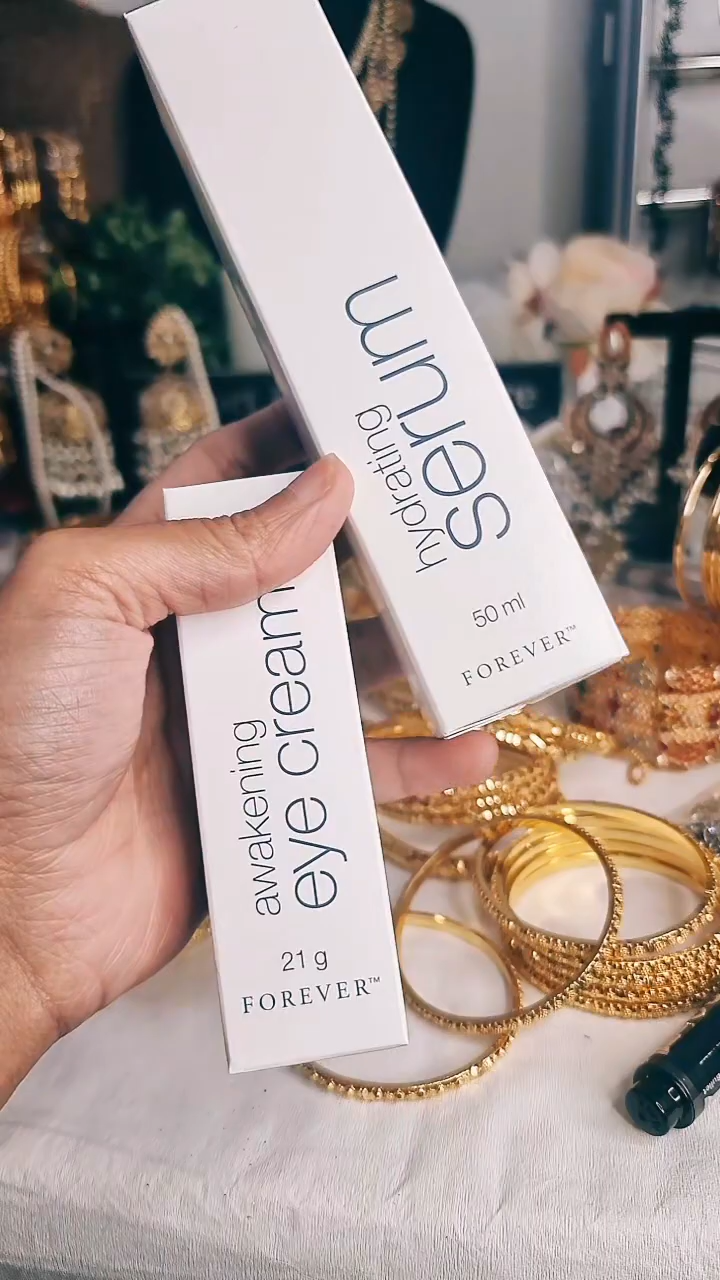 hydrating
serum
50 ml
FOREVER™
awakening
eye cream
21 g
FOREVER™